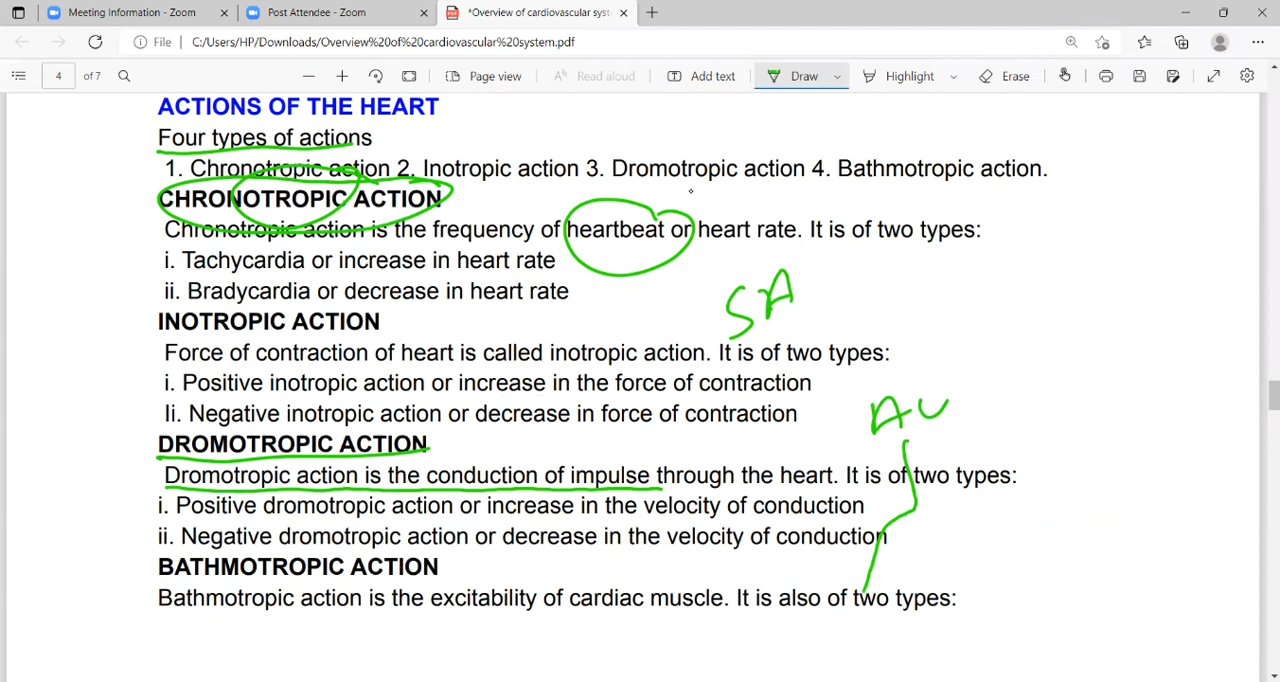 Meeting Information - Zoom
Post Attendee - Zoom
*Overview of cardiovascular syst
File
C:/Users/HP/Downloads/Overview%20of%20cardiovascular%20system.pdf
4 of 7
Page view
Read aloud
Add text
Draw
Highlight
Erase
ACTIONS OF THE HEART
Four types of actions
1. Chronotropic action 2. Inotropic action 3. Dromotropic action 4. Bathmotropic action.
CHRONOTROPIC ACTION
Chronotropic action is the frequency of heartbeat or heart rate. It is of two types:
i. Tachycardia or increase in heart rate
ii. Bradycardia or decrease in heart rate
SA
INOTROPIC ACTION
Force of contraction of heart is called inotropic action. It is of two types:
i. Positive inotropic action or increase in the force of contraction
Ii. Negative inotropic action or decrease in force of contraction
AU
DROMOTROPIC ACTION
Dromotropic action is the conduction of impulse through the heart. It is of two types:
i. Positive dromotropic action or increase in the velocity of conduction
ii. Negative dromotropic action or decrease in the velocity of conduction
BATHMOTROPIC ACTION
Bathmotropic action is the excitability of cardiac muscle. It is also of two types: